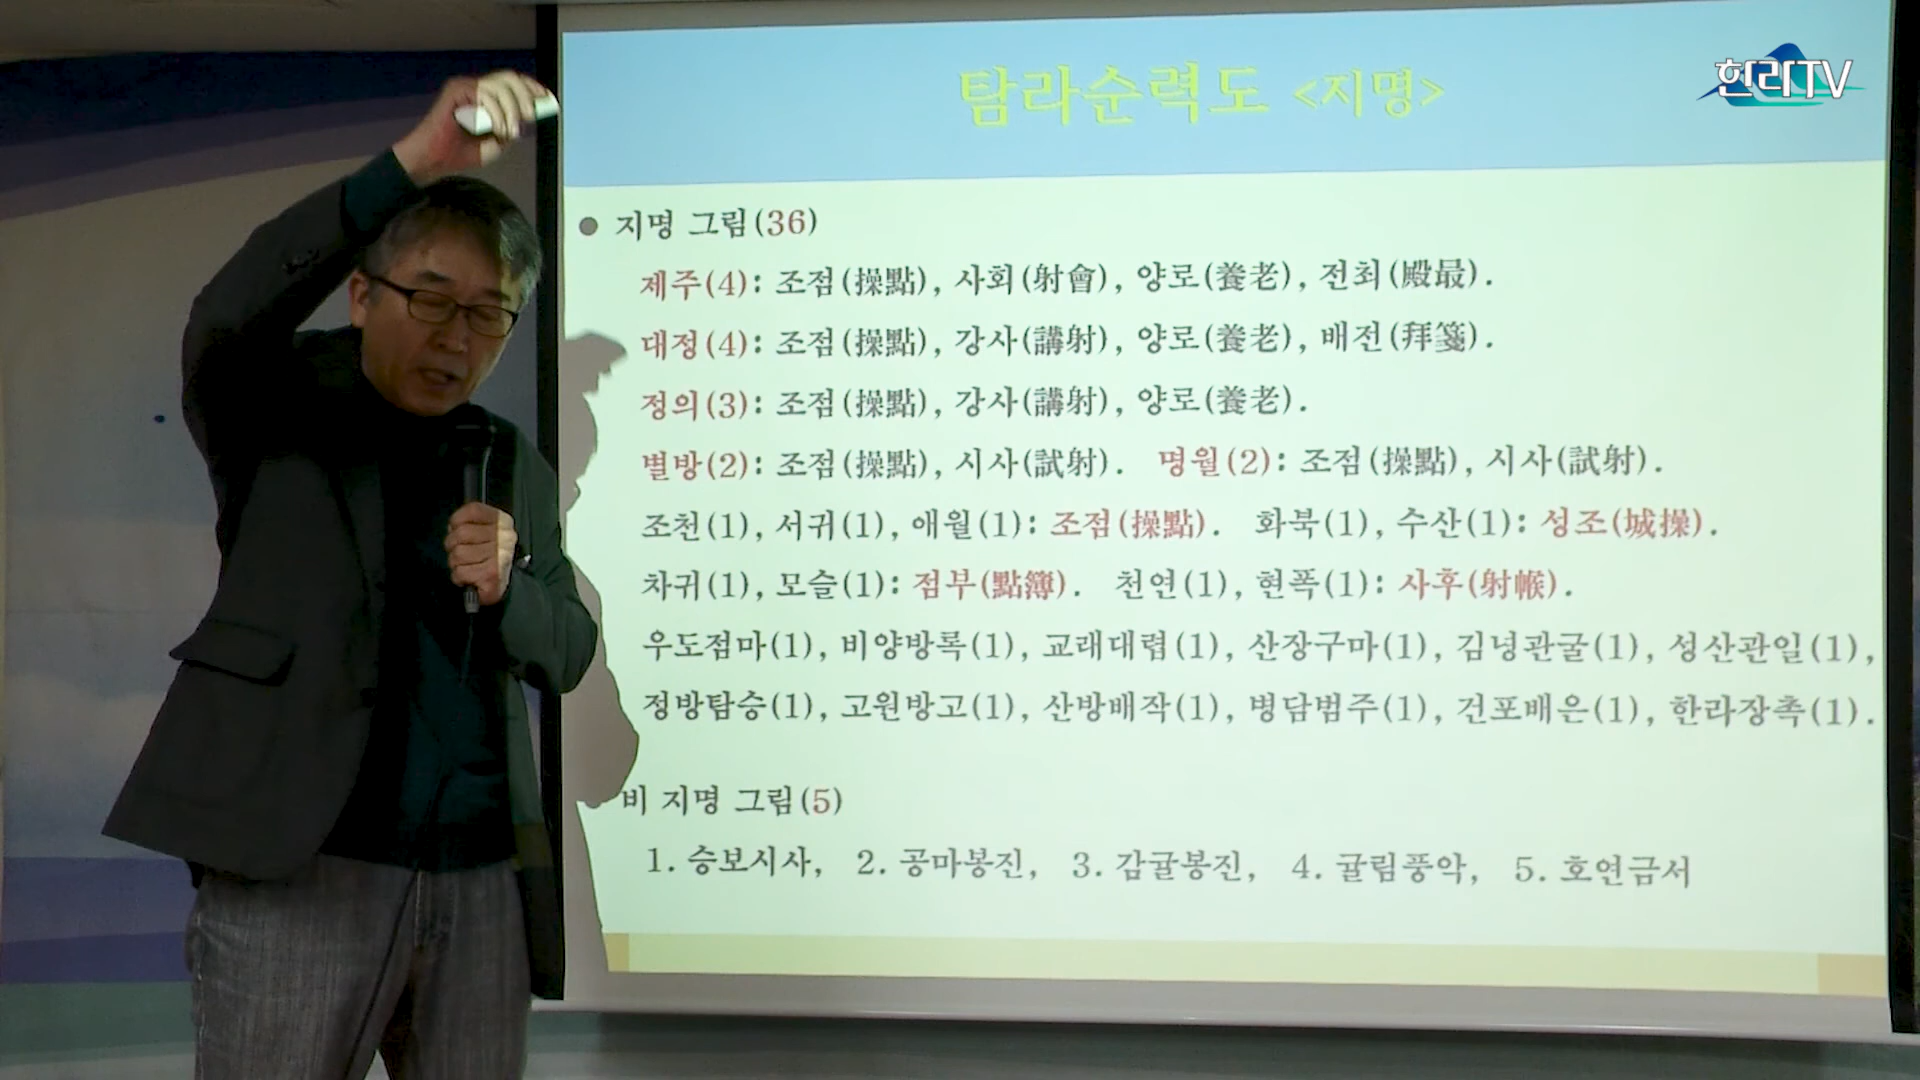 탐라순력도 <지명>
한라TV
● 지명 그림(36)
제주(4): 조점(操點), 사회(射會), 양로(養老), 전최(殿最).
대정(4): 조점(操點), 강사(講射), 양로(養老), 배전(拜箋).
정의(3): 조점(操點), 강사(講射), 양로(養老).
별방(2): 조점(操點), 시사(試射). 명월(2): 조점(操點), 시사(試射).
조천(1), 서귀(1), 애월(1): 조점(操點). 화북(1), 수산(1): 성조(城操).
차귀(1), 모슬(1): 점부(點簿). 천연(1), 현폭(1): 사후(射帿).
우도점마(1), 비양방록(1), 교래대렵(1), 산장구마(1), 김녕관굴(1), 성산관일(1),
정방탐승(1), 고원방고(1), 산방배작(1), 병담범주(1), 건포배은(1), 한라장촉(1).
비 지명 그림(5)
1. 승보시사, 2. 공마봉진, 3. 감귤봉진, 4. 귤림풍악, 5. 호연금서